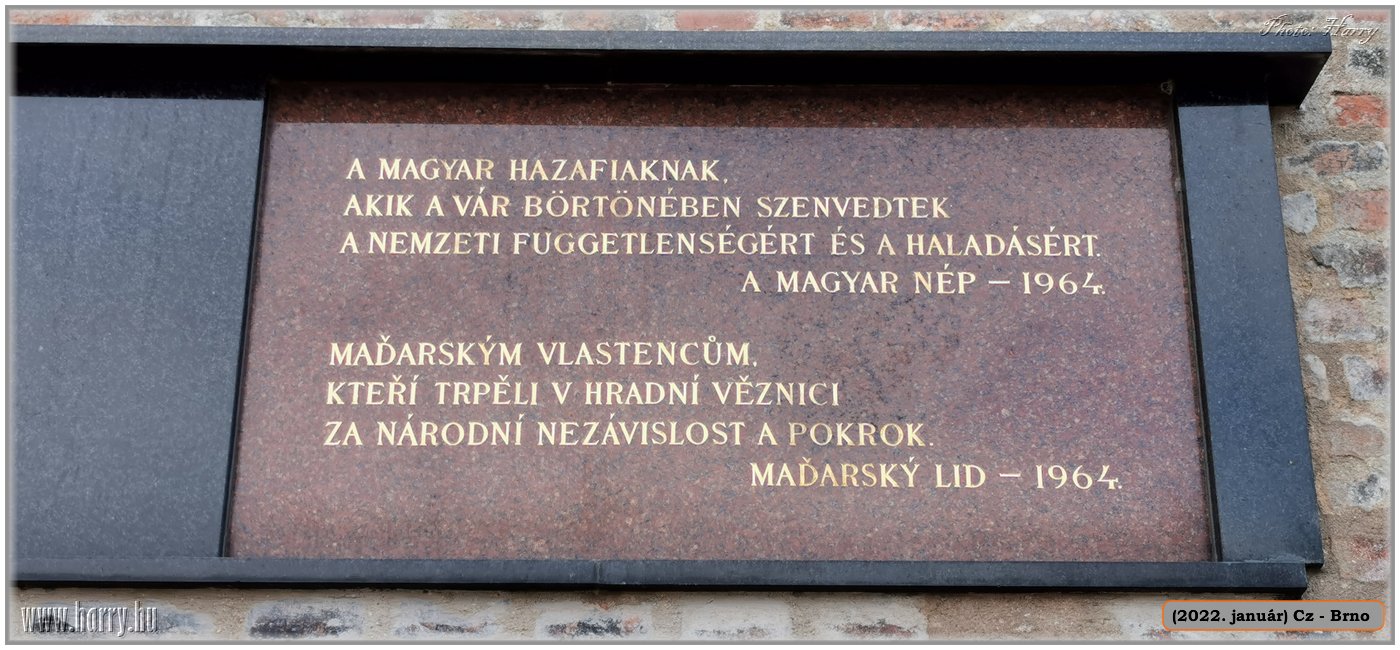 Photo: Harry
A MAGYAR HAZAFIAKNAK,
AKIK A VÁR BÖRTÖNÉBEN SZENVEDTEK
A NEMZETI FUGGETLENSÉGÉRT ÉS A HALADÁSÉRT.
A MAGYAR NÉP – 1964.
MAĎARSKÝM VLASTENCŮM,
KTEŘÍ TRPĚLI V HRADNÍ VĚZNICI
ZA NÁRODNÍ NEZÁVISLOST A POKROK.
MAĎARSKÝ LID – 1964.
www.horry.hu
(2022. január) Cz - Brno